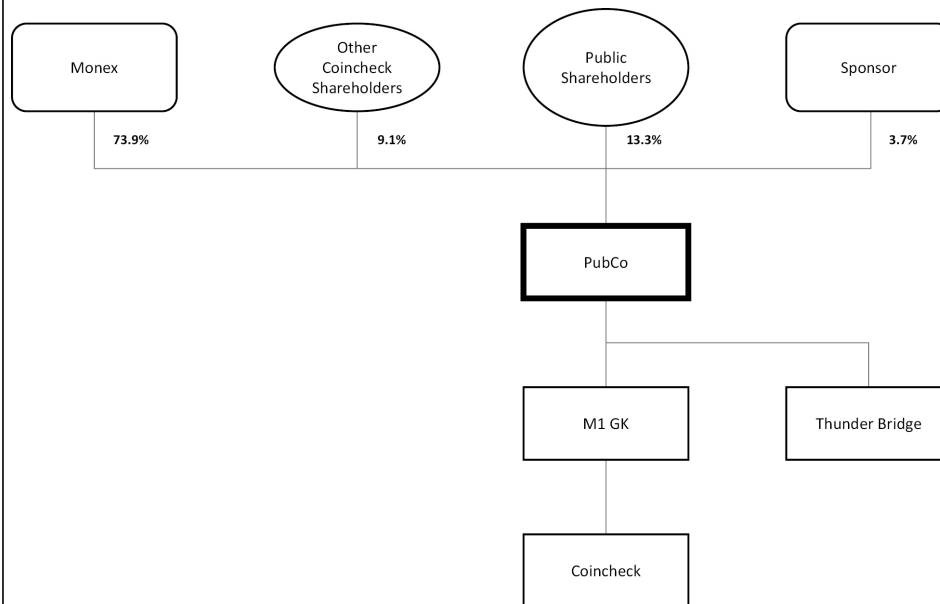 Monex
Other
Coincheck
Shareholders
Public
Shareholders
Sponsor
73.9%
9.1%
13.3%
3.7%
PubCo
M1 GK
Thunder Bridge
Coincheck